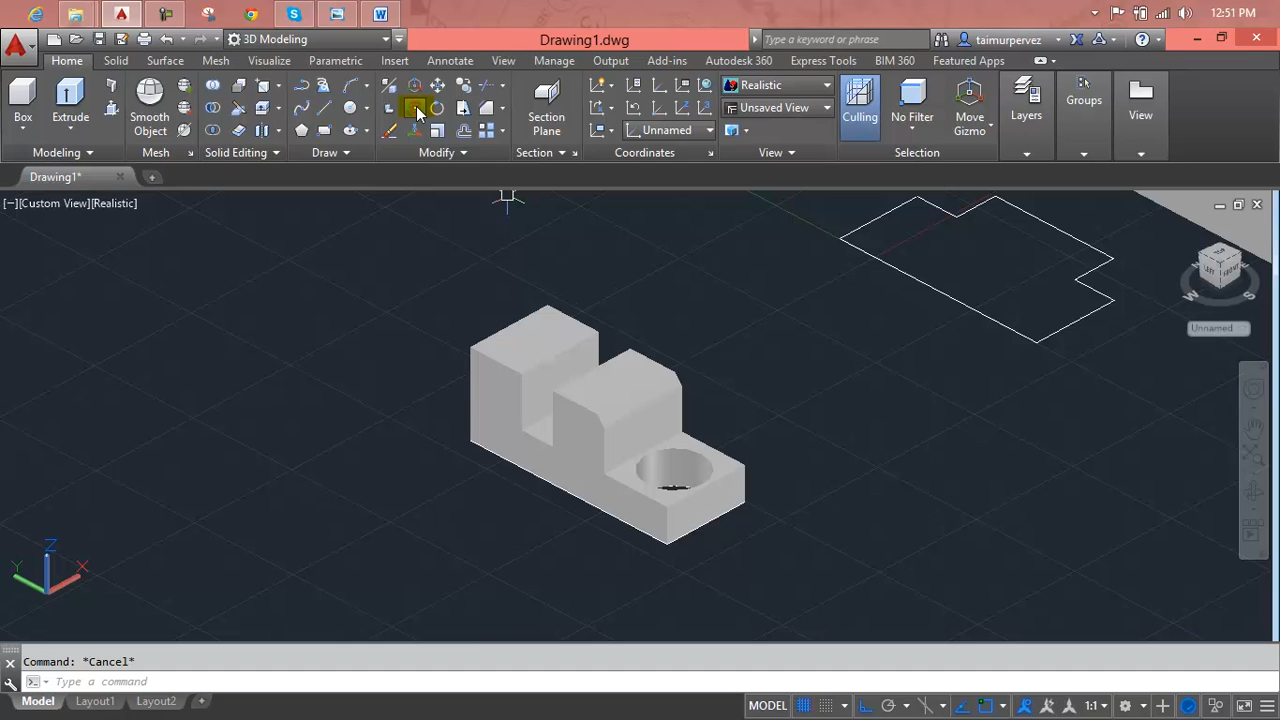 12:51 PM
3D Modeling
Drawing1.dwg
Type a keyword or phrase
taimurpervez
Home Solid Surface Mesh Visualize Parametric Insert Annotate View Manage Output Add-ins Autodesk 360 Express Tools BIM 360 Featured Apps
Box
Extrude
Smooth
Object
Section
Plane
Realistic
Unsaved View
Unnamed
Culling
No Filter
Move
Gizmo
Layers
Groups
View
Modeling
Mesh
Solid Editing
Draw
Modify
Section
Coordinates
View
Selection
Drawing1*
[−][Custom View][Realistic]
TOP
LEFT
FRONT
W
S
Unnamed
Z
Y
X
Command: *Cancel*
Type a command
Model Layout1 Layout2 +
MODEL
1:1